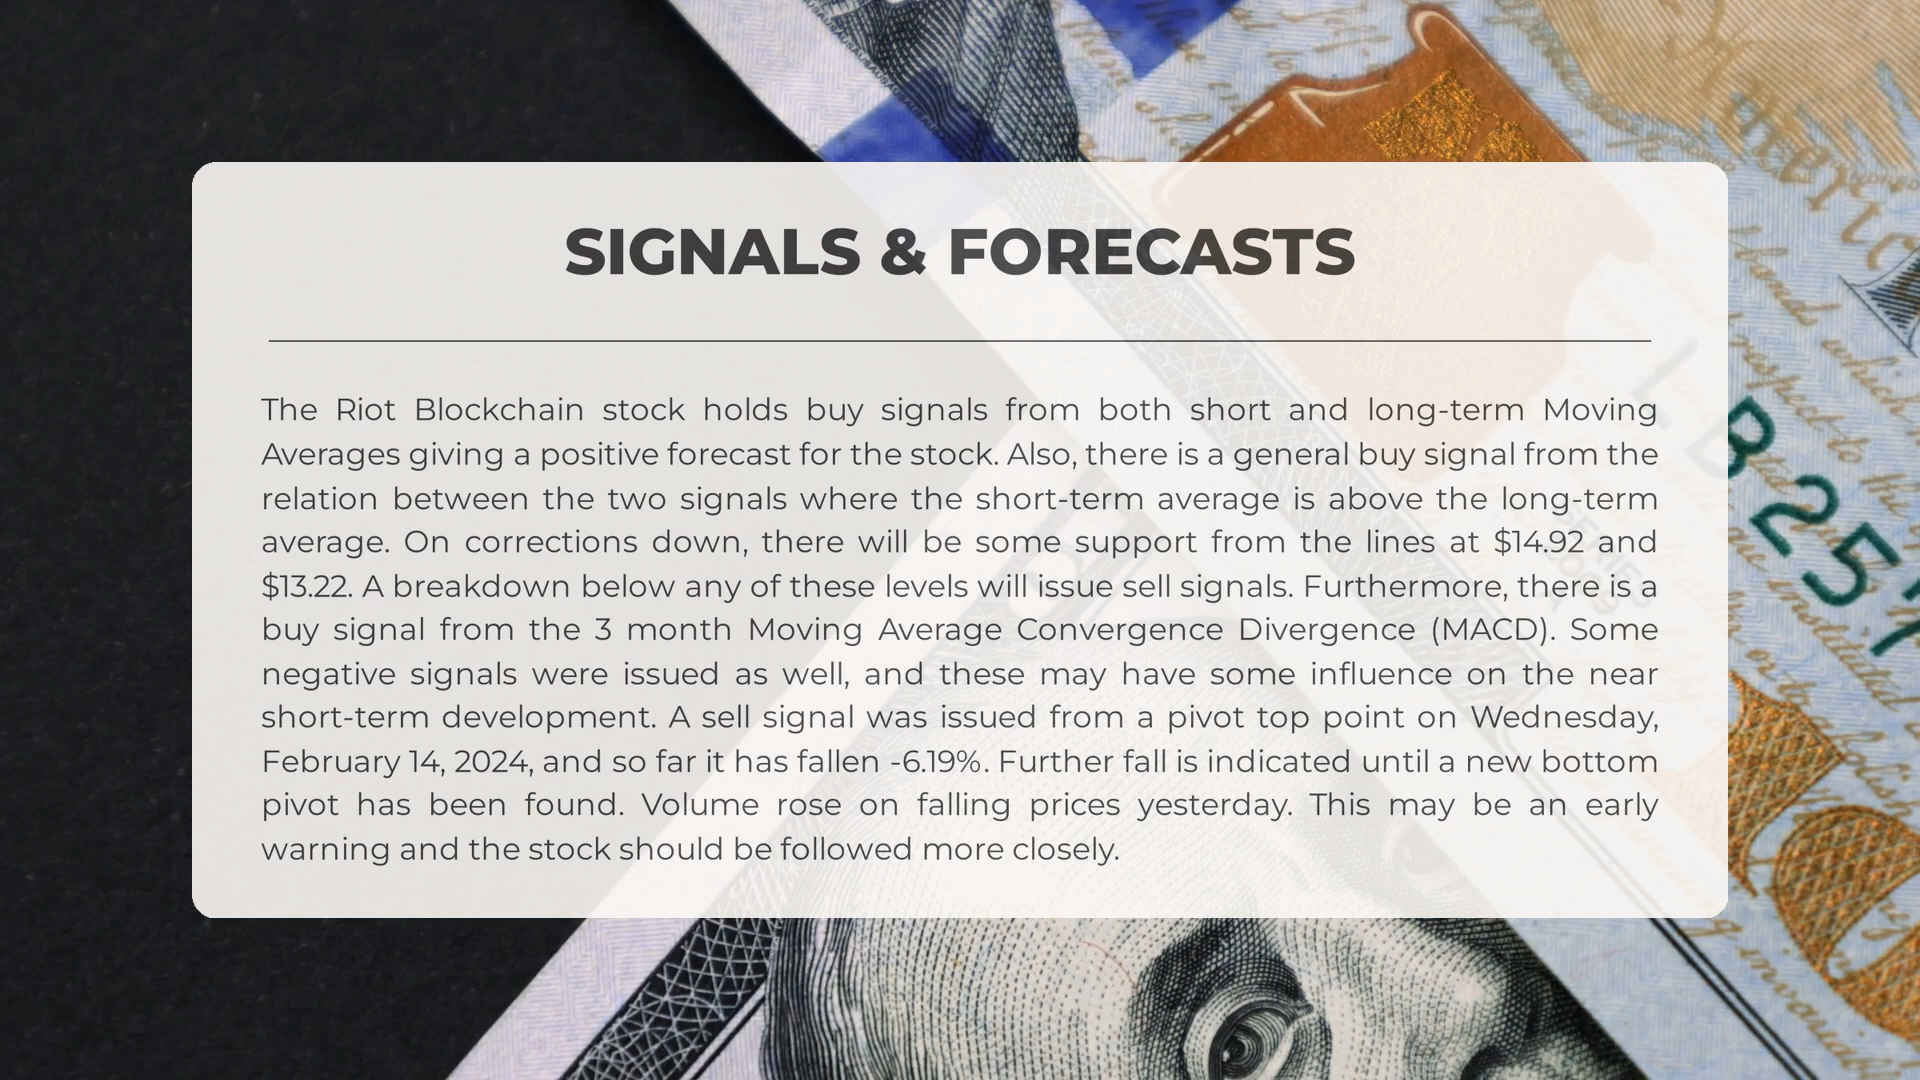 SIGNALS & FORECASTS
The Riot Blockchain stock holds buy signals from both short and long-term Moving
Averages giving a positive forecast for the stock. Also, there is a general buy signal from the
relation between the two signals where the short-term average is above the long-term
average. On corrections down, there will be some support from the lines at $14.92 and
$13.22. A breakdown below any of these levels will issue sell signals. Furthermore, there is a
buy signal from the 3 month Moving Average Convergence Divergence (MACD). Some
negative signals were issued as well, and these may have some influence on the near
short-term development. A sell signal was issued from a pivot top point on Wednesday,
February 14, 2024, and so far it has fallen -6.19%. Further fall is indicated until a new bottom
pivot has been found. Volume rose on falling prices yesterday. This may be an early
warning and the stock should be followed more closely.